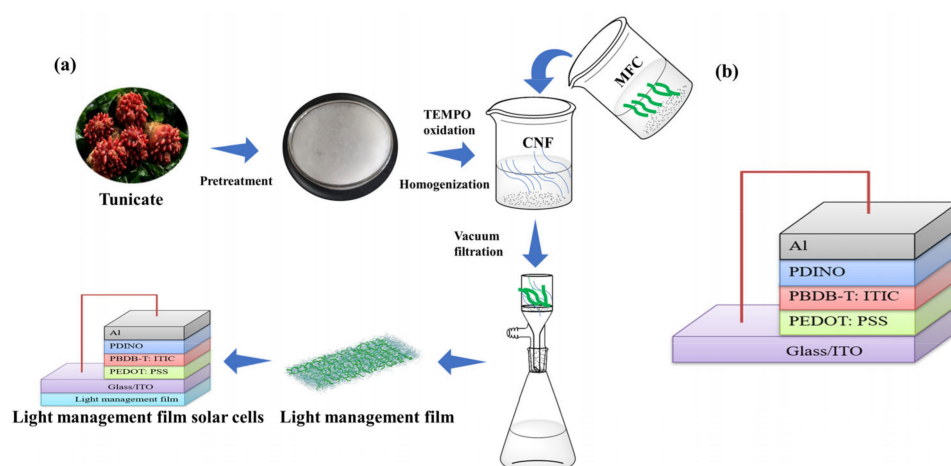 (a)
Tunicate
Pretreatment
TEMPO
oxidation
Homogenization
CNF
MFC
Vacuum
filtration
Light management film
Al
PDINO
PBDB-T: ITIC
PEDOT: PSS
Glass/ITO
Light management film
Light management film solar cells
(b)
Al
PDINO
PBDB-T: ITIC
PEDOT: PSS
Glass/ITO